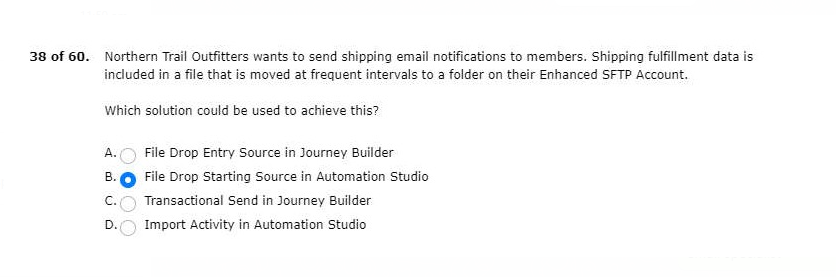 38 of 60. Northern Trail Outfitters wants to send shipping email notifications to members. Shipping fulfillment data is
included in a file that is moved at frequent intervals to a folder on their Enhanced SFTP Account.
Which solution could be used to achieve this?
A. File Drop Entry Source in Journey Builder
B. File Drop Starting Source in Automation Studio
C. Transactional Send in Journey Builder
D. Import Activity in Automation Studio